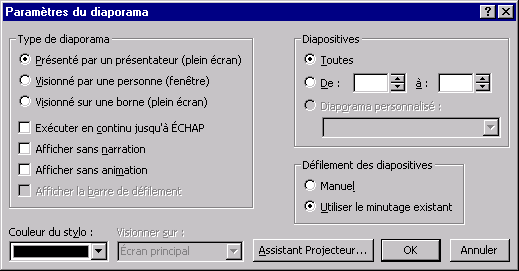 Paramètres du diaporama
Type de diaporama
Présenté par un présentateur (plein écran)
Visionné par une personne (fenêtre)
Visionné sur une borne (plein écran)
Exécuter en continu jusqu'à ÉCHAP
Afficher sans narration
Afficher sans animation
Afficher la barre de défilement
Diapositives
Toutes
De : à :
Diaporama personnalisé :
Défilement des diapositives
Manuel
Utiliser le minutage existant
Couleur du stylo :
Visionner sur :
Écran principal
Assistant Projecteur...
OK
Annuler